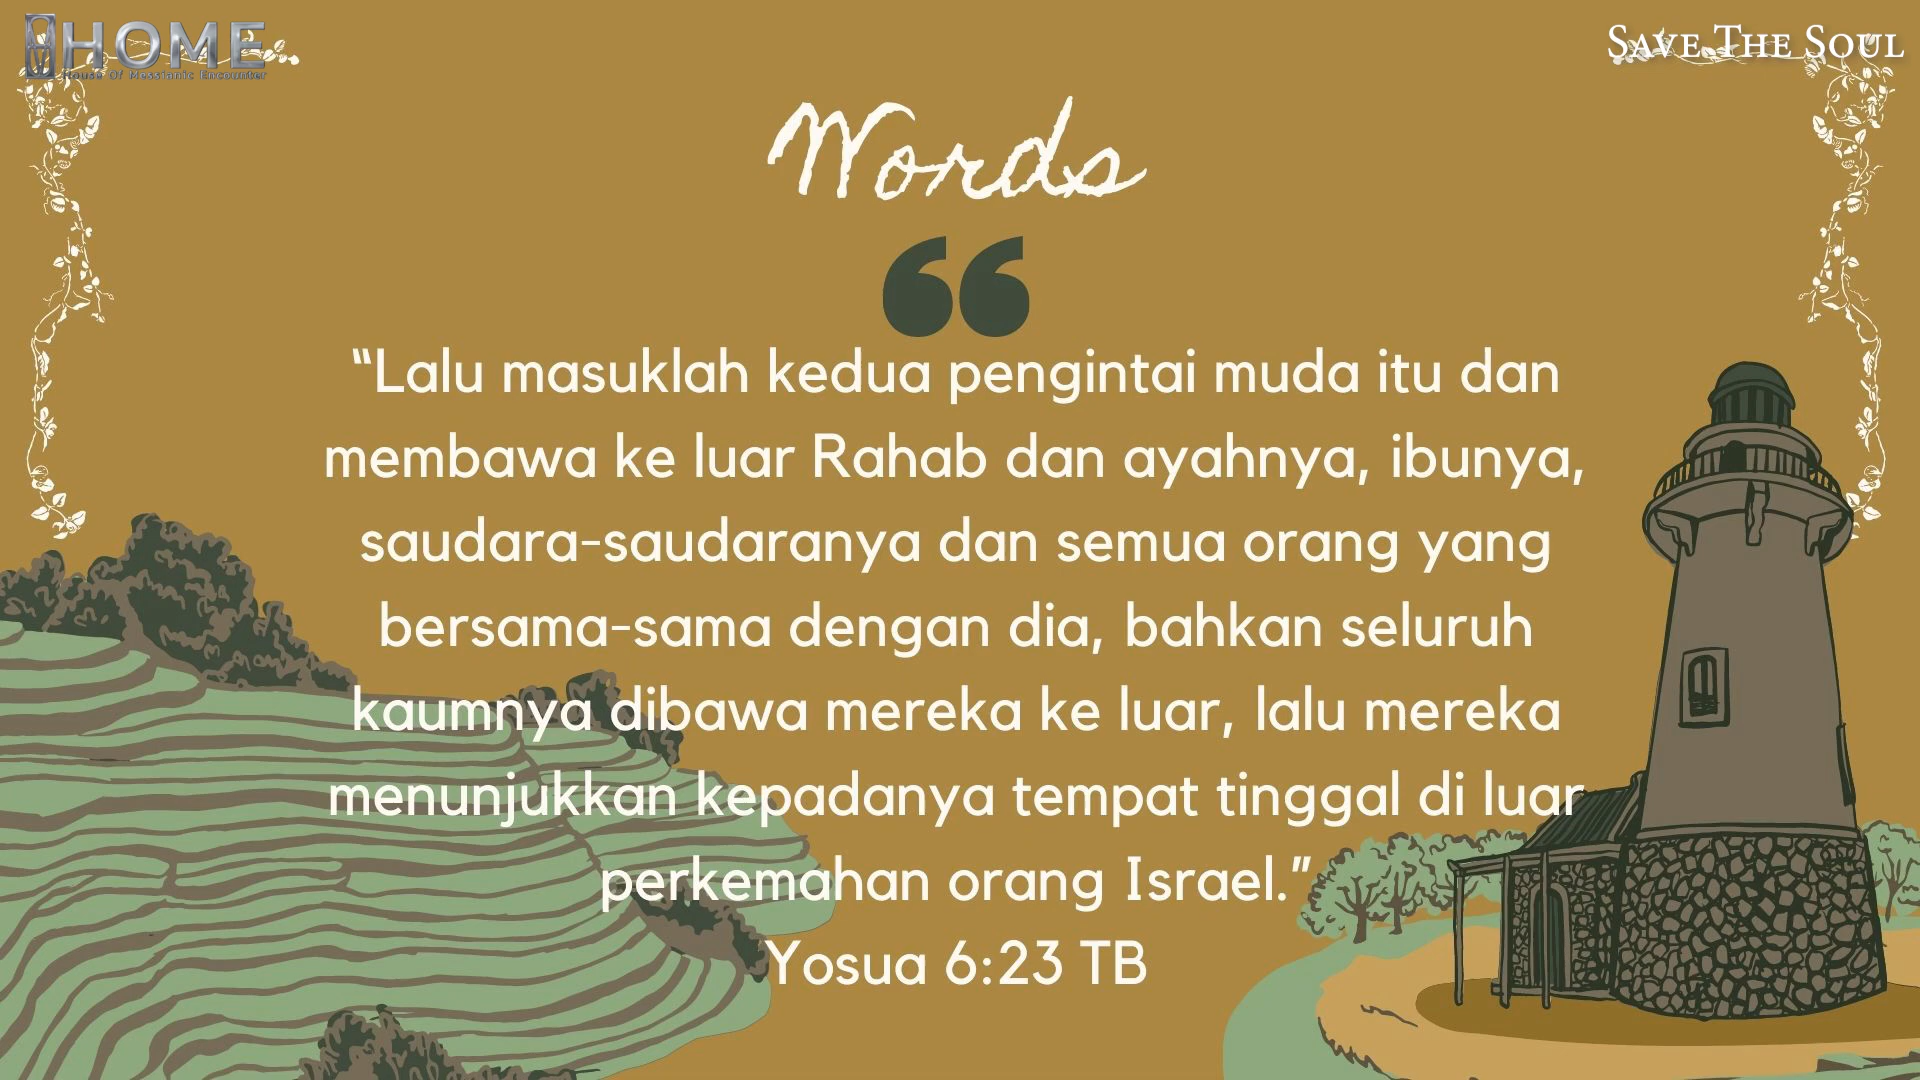 HOME
House Of Messianic Encounter
Save The Soul
Words
“Lalu masuklah kedua pengintai muda itu dan
membawa ke luar Rahab dan ayahnya, ibunya,
saudara-saudaranya dan semua orang yang
bersama-sama dengan dia, bahkan seluruh
kaumnya dibawa mereka ke luar, lalu mereka
menunjukkan kepadanya tempat tinggal di luar
perkemahan orang Israel.”
Yosua 6:23 TB